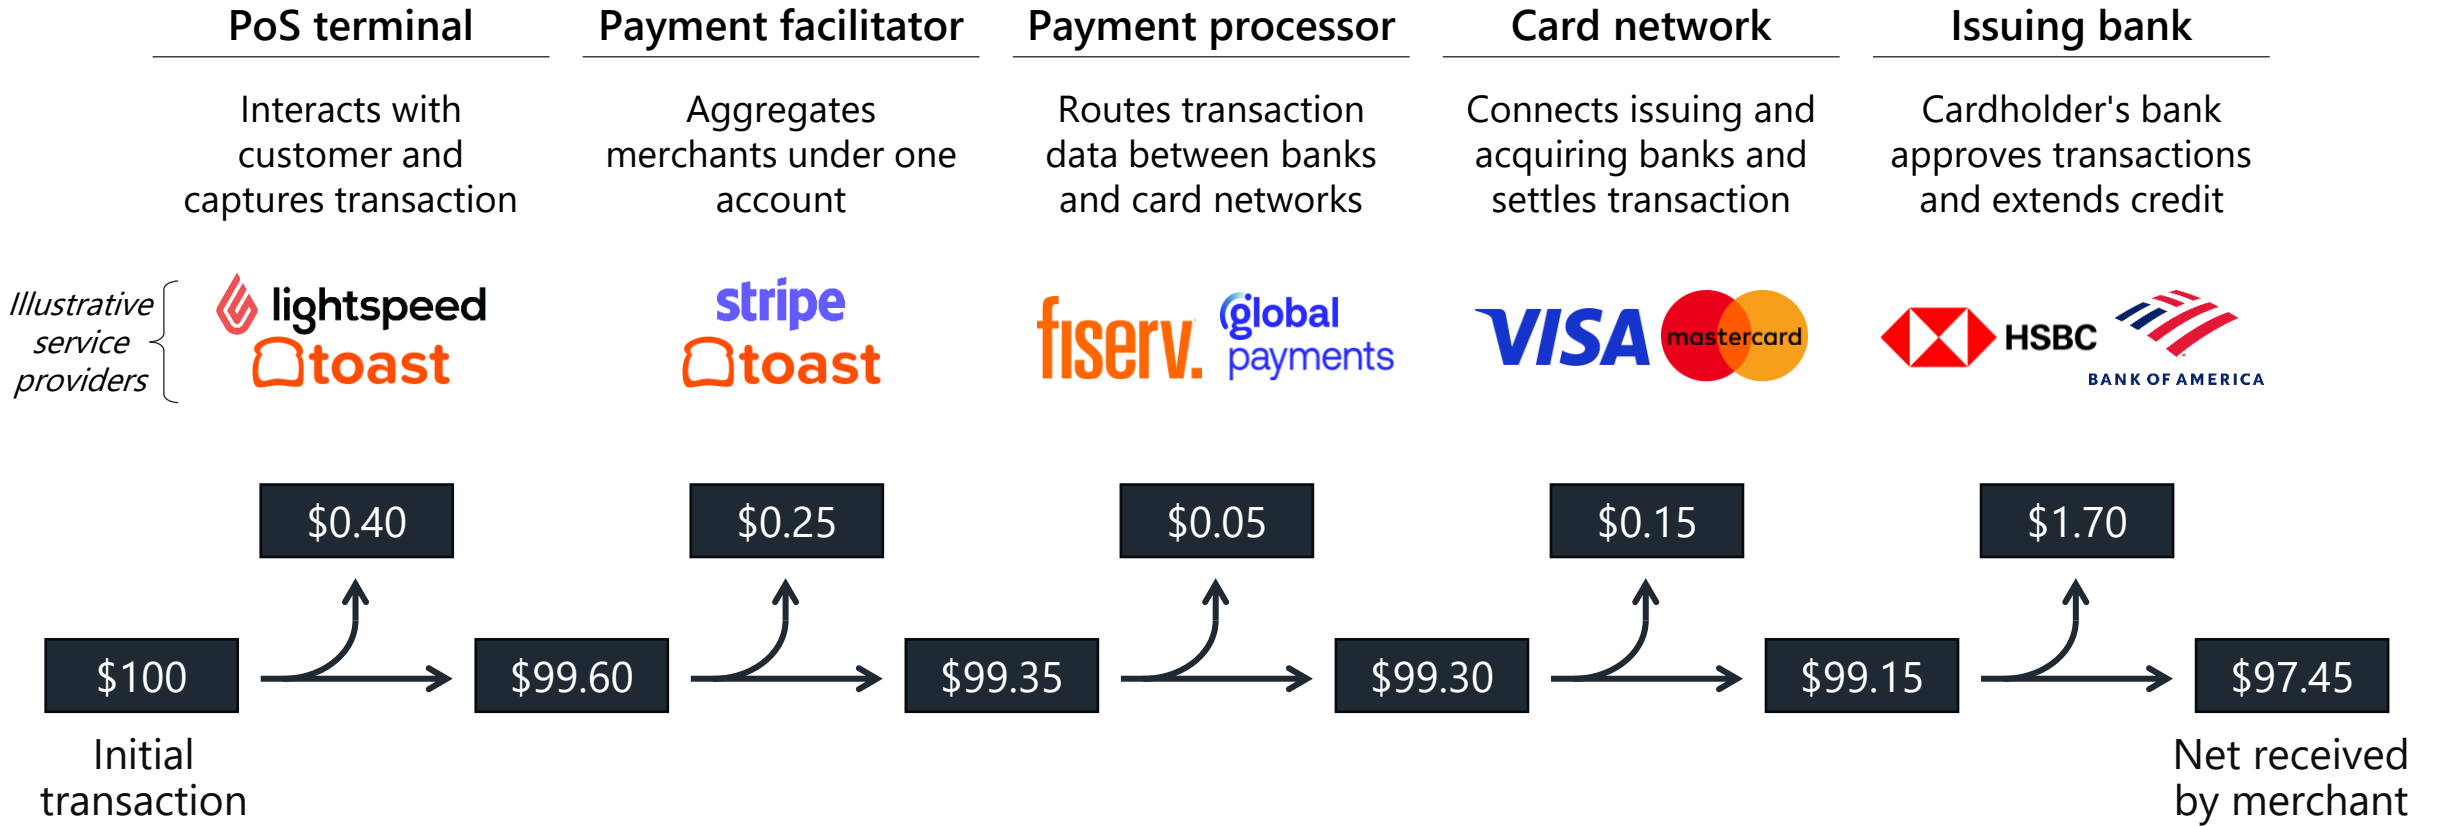 PoS terminal
Interacts with
customer and
captures transaction
Payment facilitator
Aggregates
merchants under one
account
Payment processor
Routes transaction
data between banks
and card networks
Card network
Connects issuing and
acquiring banks and
settles transaction
Issuing bank
Cardholder's bank
approves transactions
and extends credit
Illustrative
service
providers
lightspeed
toast
stripe
toast
fiserv.
global
payments
VISA
mastercard
HSBC
BANK OF AMERICA
$0.40
$0.25
$0.05
$0.15
$1.70
$100
$99.60
$99.35
$99.30
$99.15
$97.45
Initial
transaction
Net received
by merchant